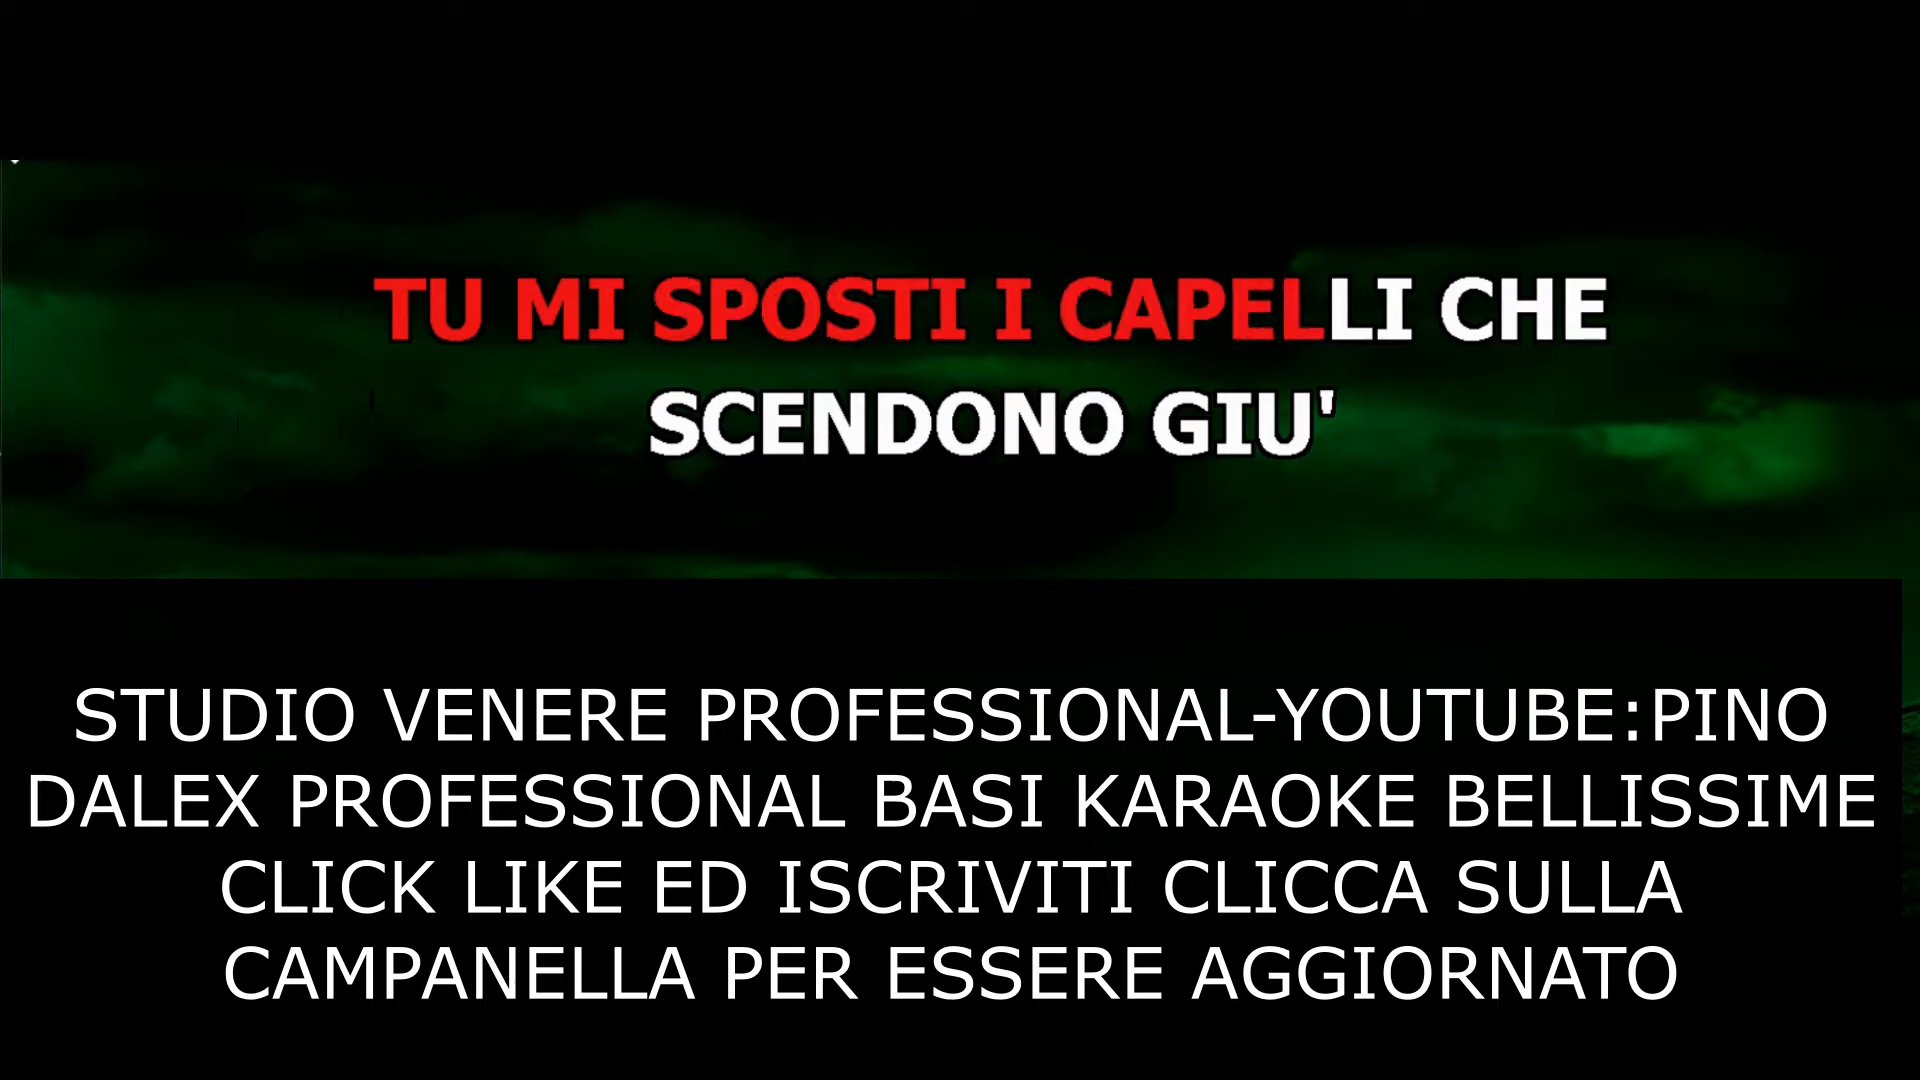 TU MI SPOSTI I CAPELLI CHE
SCENDONO GIU'
STUDIO VENERE PROFESSIONAL-YOUTUBE:PINO
DALEX PROFESSIONAL BASI KARAOKE BELLISSIME
CLICK LIKE ED ISCRIVITI CLICCA SULLA
CAMPANELLA PER ESSERE AGGIORNATO